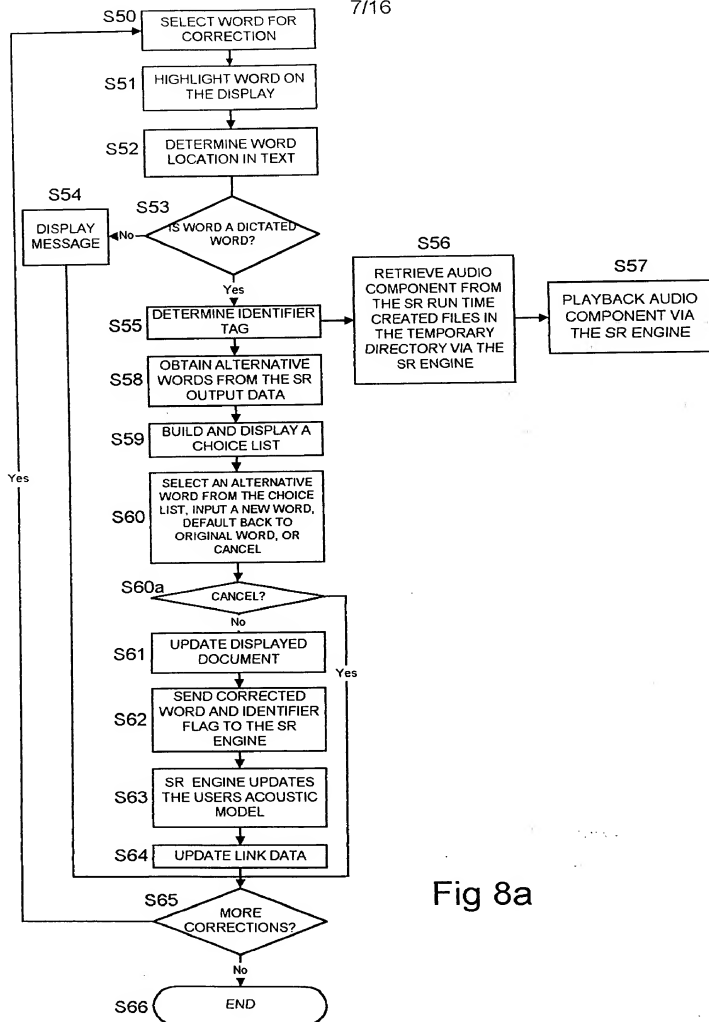 7/16
S50
SELECT WORD FOR
CORRECTION
S51
HIGHLIGHT WORD ON
THE DISPLAY
S52
DETERMINE WORD
LOCATION IN TEXT
S53
IS WORD A DICTATED
WORD?
No
S54
DISPLAY
MESSAGE
Yes
S55
DETERMINE IDENTIFIER
TAG
S56
RETRIEVE AUDIO
COMPONENT FROM
THE SR RUN TIME
CREATED FILES IN
THE TEMPORARY
DIRECTORY VIA THE
SR ENGINE
S57
PLAYBACK AUDIO
COMPONENT VIA
THE SR ENGINE
S58
OBTAIN ALTERNATIVE
WORDS FROM THE SR
OUTPUT DATA
S59
BUILD AND DISPLAY A
CHOICE LIST
S60
SELECT AN ALTERNATIVE
WORD FROM THE CHOICE
LIST, INPUT A NEW WORD,
DEFAULT BACK TO
ORIGINAL WORD, OR
CANCEL
S60a
CANCEL?
No
Yes
S61
UPDATE DISPLAYED
DOCUMENT
S62
SEND CORRECTED
WORD AND IDENTIFIER
FLAG TO THE SR
ENGINE
S63
SR ENGINE UPDATES
THE USERS ACOUSTIC
MODEL
S64
UPDATE LINK DATA
S65
MORE
CORRECTIONS?
Yes
No
S66
END
Fig 8a